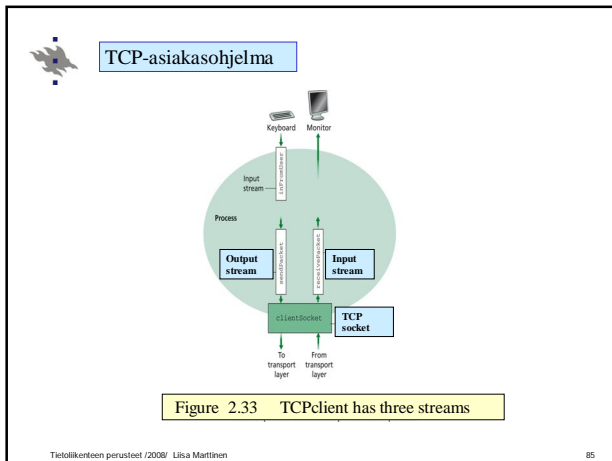 TCP-asiakasohjelma
Keyboard Monitor
Input
stream
inFromUser
Process
Output
stream
sendPacket
receivePacket
Input
stream
clientSocket
TCP
socket
To
transport
layer
From
transport
layer
Figure 2.33 TCPclient has three streams
Tietoliikenteen perusteet /2008/ Liisa Marttinen
85